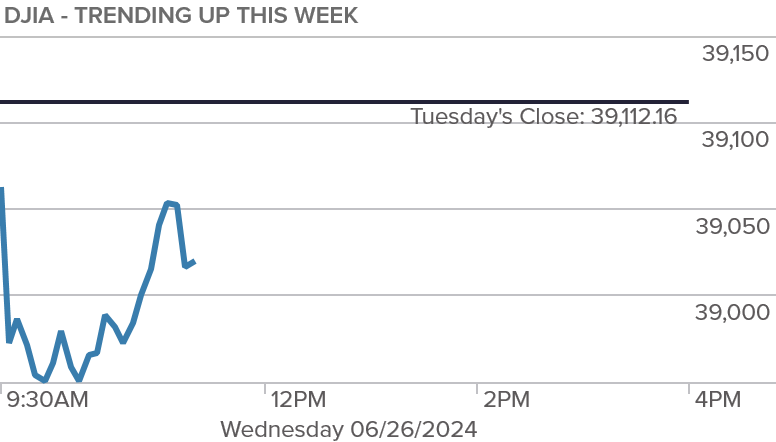 DJIA - TRENDING UP THIS WEEK
39,150
Tuesday's Close: 39,112.16
39,100
39,050
39,000
9:30AM 12PM 2PM 4PM
Wednesday 06/26/2024